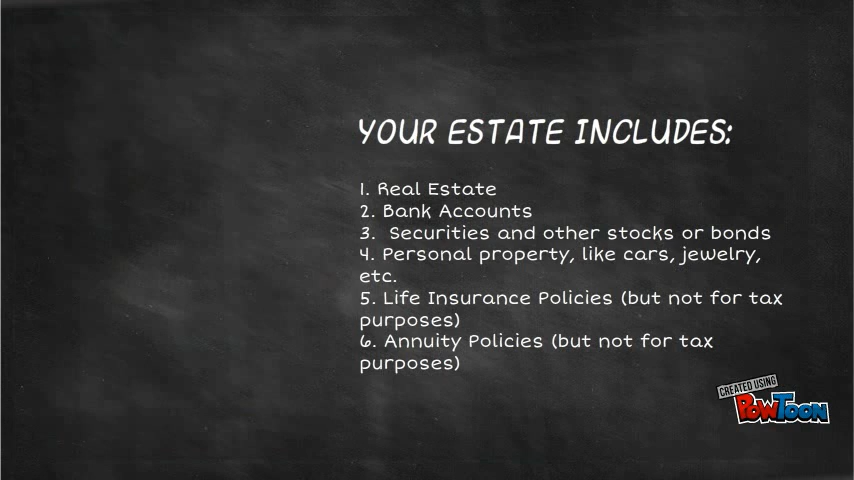 YOUR ESTATE INCLUDES:
1. Real Estate
2. Bank Accounts
3. Securities and other stocks or bonds
4. Personal property, like cars, jewelry,
etc.
5. Life Insurance Policies (but not for tax
purposes)
6. Annuity Policies (but not for tax
purposes)
CREATED USING
POWTOON